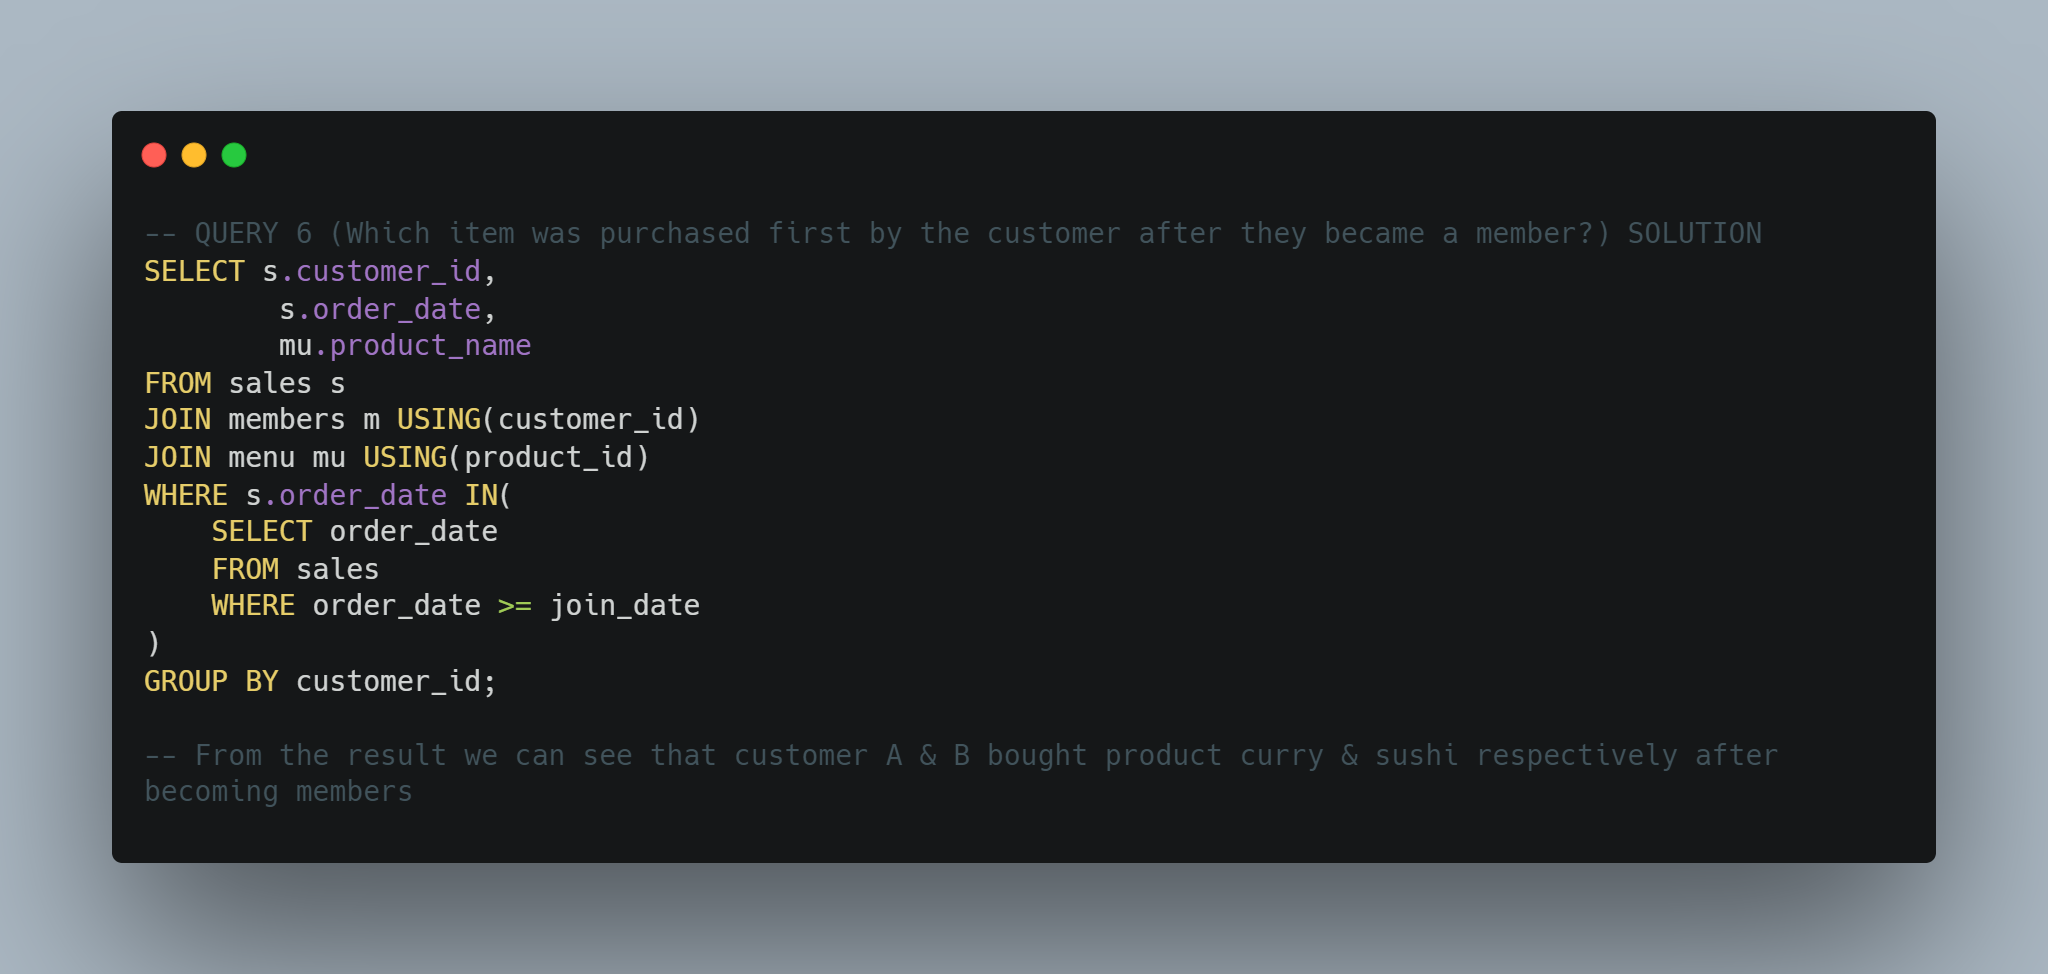 -- QUERY 6 (Which item was purchased first by the customer after they became a member?) SOLUTION
SELECT s.customer_id,
        s.order_date,
        mu.product_name
FROM sales s
JOIN members m USING(customer_id)
JOIN menu mu USING(product_id)
WHERE s.order_date IN(
    SELECT order_date
    FROM sales
    WHERE order_date >= join_date
)
GROUP BY customer_id;
-- From the result we can see that customer A & B bought product curry & sushi respectively after
becoming members